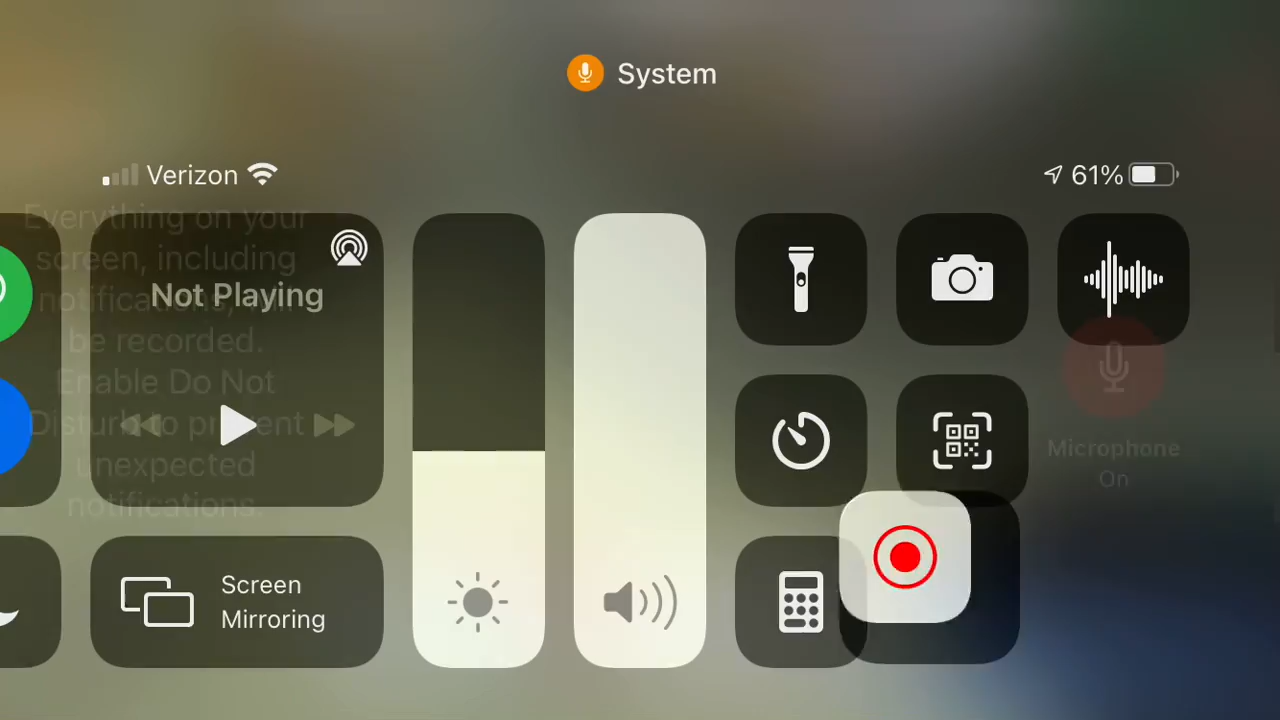 System
Verizon
61%
Everything on your
screen, including
notifications, will
be recorded.
Enable Do Not
Disturb to prevent
unexpected
notifications.
Not Playing
Microphone
On
Screen
Mirroring